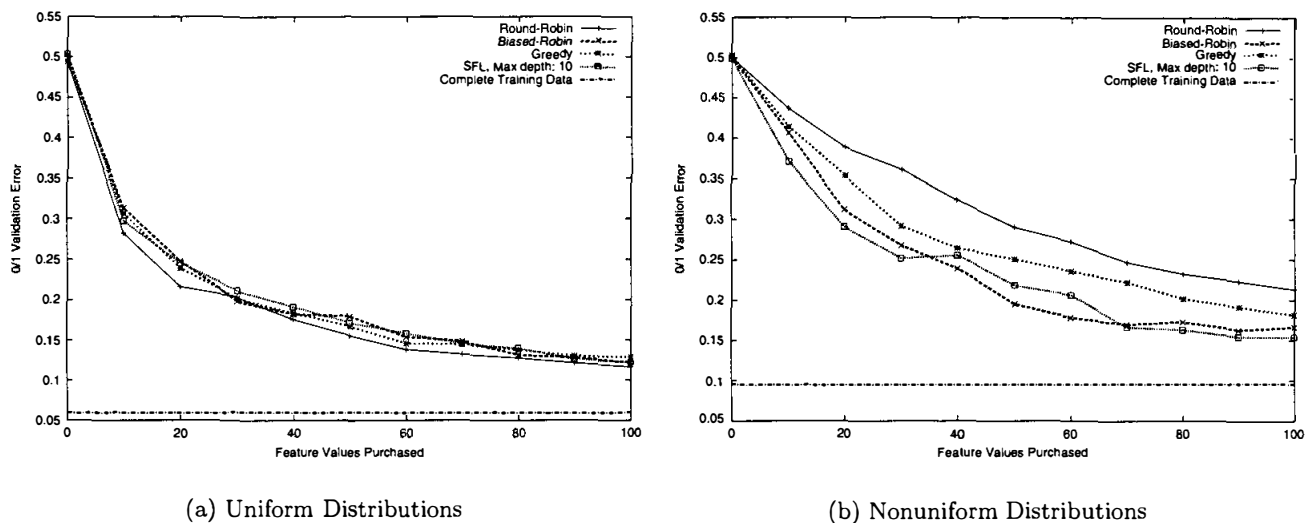 0.55
0.5
0.45
0.4
0.35
0.3
0.25
0.2
0.15
0.1
0.05
0/1 Validation Error
0 20 40 60 80 100
Feature Values Purchased
Round-Robin
Biased-Robin
Greedy
SFL, Max depth: 10
Complete Training Data
(a) Uniform Distributions
0.55
0.5
0.45
0.4
0.35
0.3
0.25
0.2
0.15
0.1
0.05
0/1 Validation Error
0 20 40 60 80 100
Feature Values Purchased
Round-Robin
Biased-Robin
Greedy
SFL, Max depth: 10
Complete Training Data
(b) Nonuniform Distributions